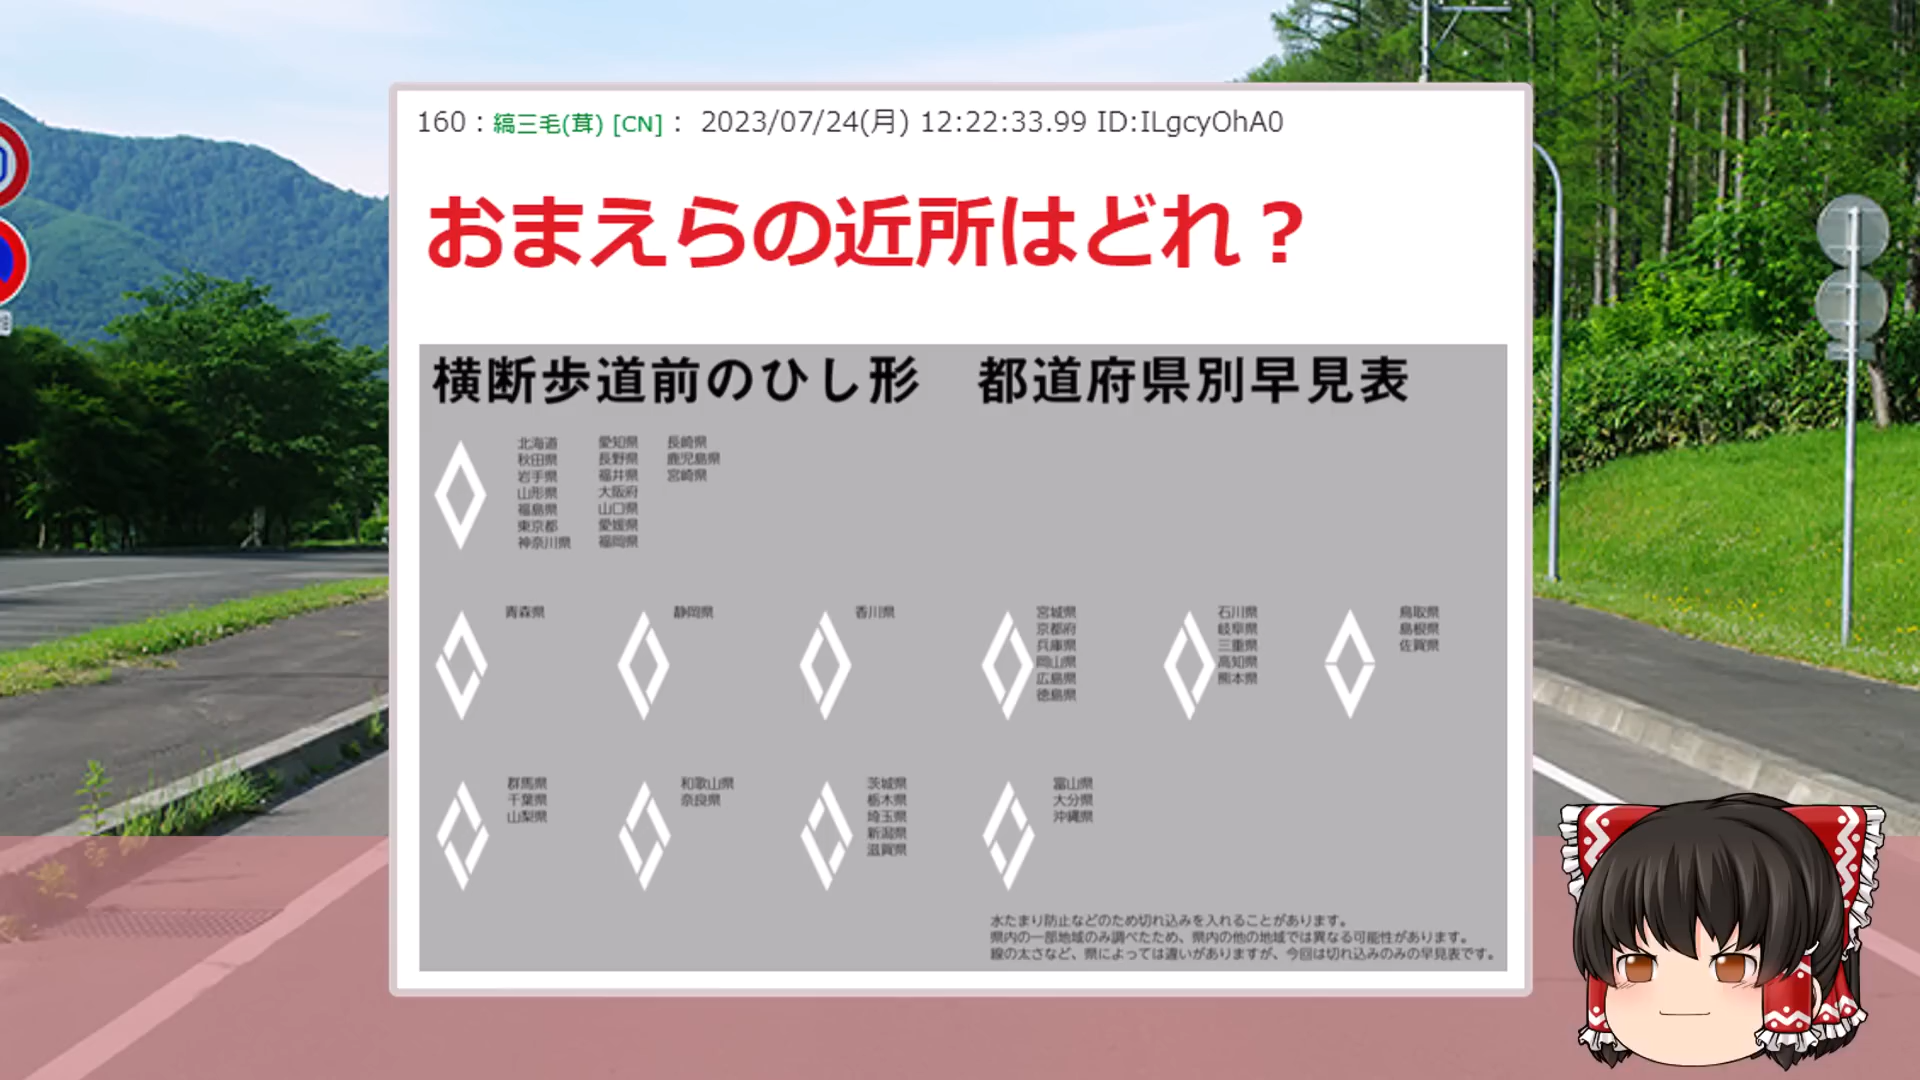 160：縞三毛(茸) [CN]： 2023/07/24(月) 12:22:33.99 ID:ILgcyOhA0
おまえらの近所はどれ？
横断歩道前のひし形　都道府県別早見表
北海道
秋田県
岩手県
山形県
福島県
東京都
神奈川県
愛知県
長野県
福井県
大阪府
山口県
愛媛県
福岡県
長崎県
鹿児島県
宮崎県
青森県
静岡県
香川県
宮城県
京都府
兵庫県
岡山県
広島県
徳島県
石川県
岐阜県
三重県
高知県
熊本県
鳥取県
島根県
佐賀県
群馬県
千葉県
山梨県
和歌山県
奈良県
茨城県
栃木県
埼玉県
新潟県
滋賀県
富山県
大分県
沖縄県
水たまり防止などのため切れ込みを入れることがあります。
県内の一部地域のみ調べたため、県内の他の地域では異なる可能性があります。
線の太さなど、県によっては違いがありますが、今回は切れ込みのみの早見表です。